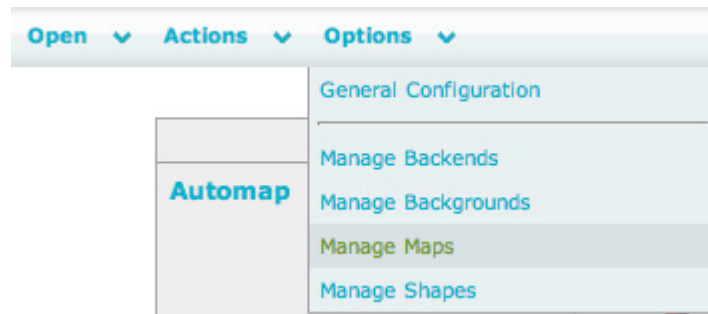 Open Actions Options
General Configuration
Manage Backends
Automap
Manage Backgrounds
Manage Maps
Manage Shapes